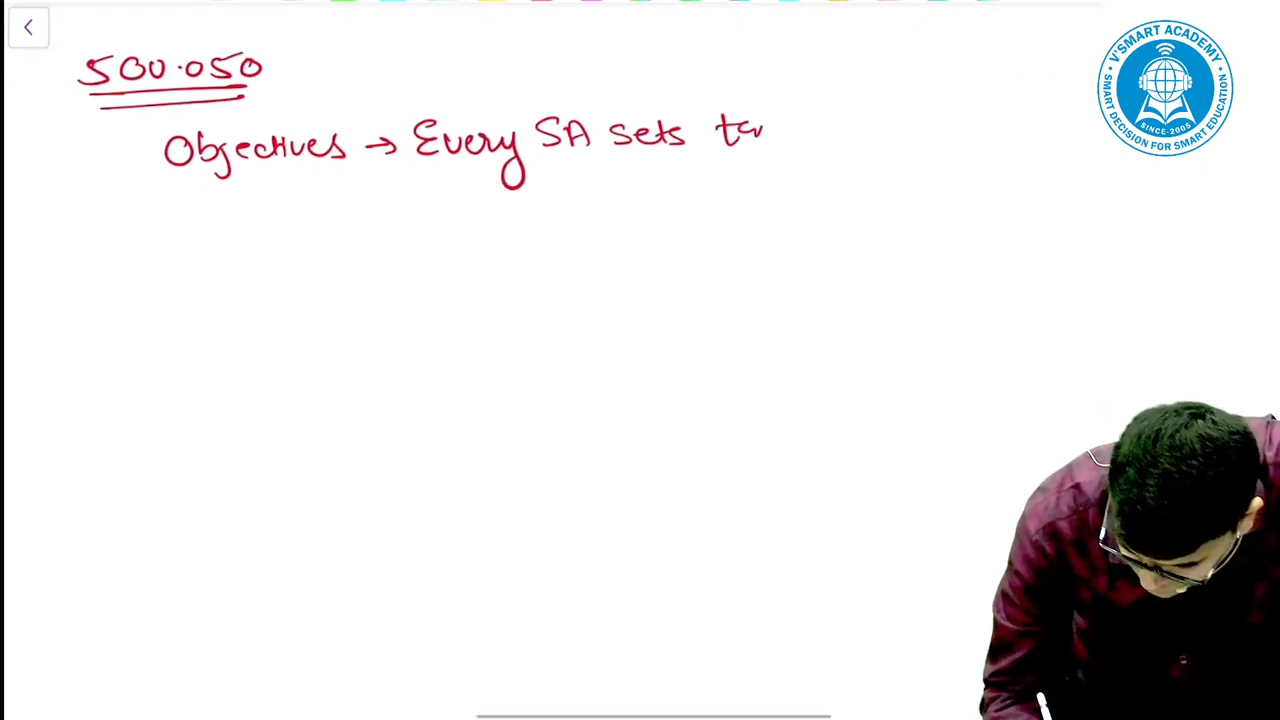 500.050
Objectives → Every SA sets
V'SMART ACADEMY
SINCE-2005
SMART DECISION FOR SMART EDUCATION